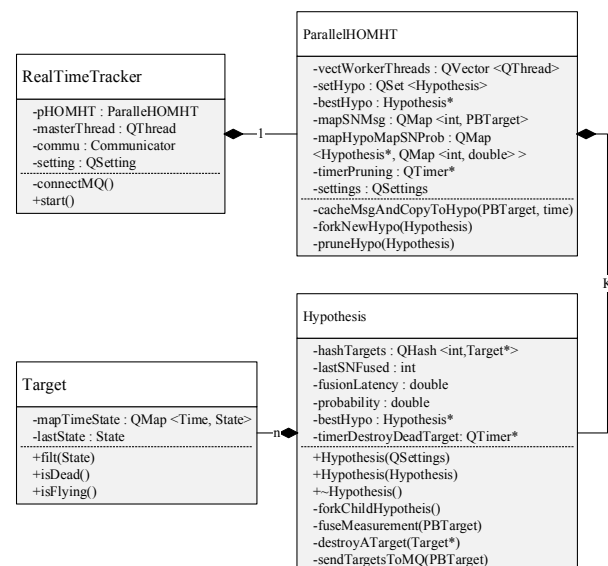 RealTimeTracker
-pHOMHT : ParalleHOMHT
-masterThread : QThread
-commu : Communicator
-setting : QSetting
-connectMQ()
+start()
1
ParallelHOMHT
-vectWorkerThreads : QVector <QThread>
-setHypo : QSet <Hypothesis>
-bestHypo : Hypothesis*
-mapSNMsg : QMap <int, PBTarget>
-mapHypoMapSNProb : QMap
<Hypothesis*, QMap <int, double> >
-timerPruning : QTimer*
-settings : QSettings
-cacheMsgAndCopyToHypo(PBTarget, time)
-forkNewHypo(Hypothesis)
-pruneHypo(Hypothesis)
K
Target
-mapTimeState : QMap <Time, State>
-lastState : State
+filt(State)
+isDead()
+isFlying()
n
Hypothesis
-hashTargets : QHash <int,Target*>
-lastSNFused : int
-fusionLatency : double
-probability : double
-bestHypo : Hypothesis*
-timerDestroyDeadTarget: QTimer*
+Hypothesis(QSettings)
+Hypothesis(Hypothesis)
+~Hypothesis()
-forkChildHypotheis()
-fuseMeasurement(PBTarget)
-destroyATarget(Target*)
-sendTargetsToMQ(PBTarget)